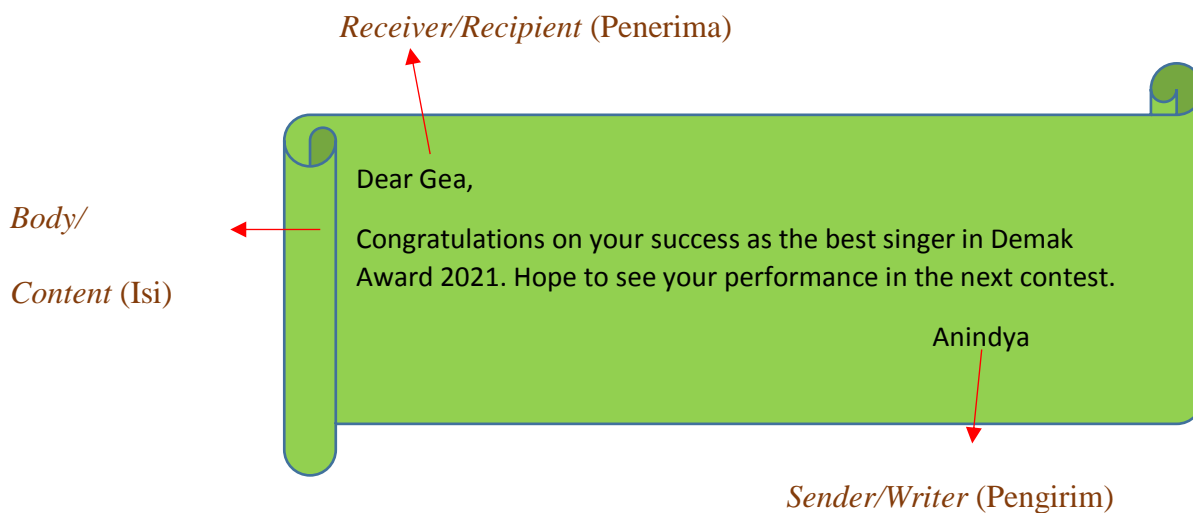 Receiver/Recipient (Penerima)
Dear Gea,
Body/
Content (Isi)
Congratulations on your success as the best singer in Demak
Award 2021. Hope to see your performance in the next contest.
Anindya
Sender/Writer (Pengirim)